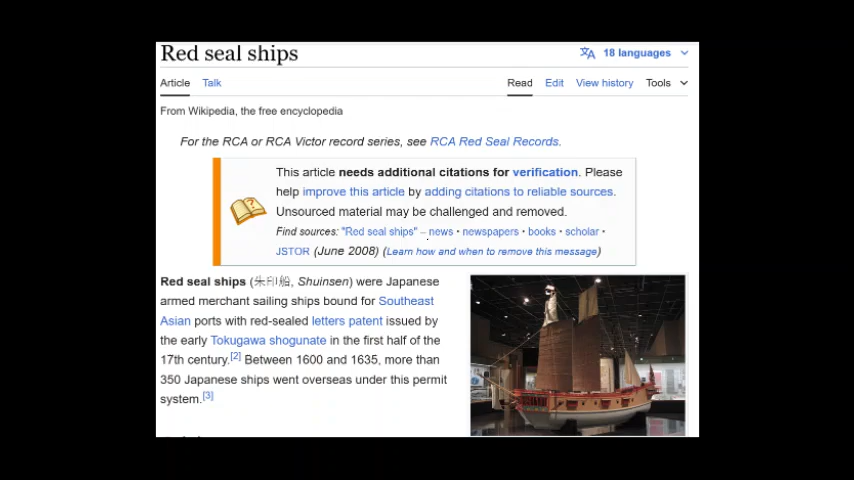 Red seal ships
18 languages
Article Talk Read Edit View history Tools
From Wikipedia, the free encyclopedia
For the RCA or RCA Victor record series, see RCA Red Seal Records.
This article needs additional citations for verification. Please
help improve this article by adding citations to reliable sources.
Unsourced material may be challenged and removed.
Find sources: "Red seal ships" – news · newspapers · books · scholar ·
JSTOR (June 2008) (Learn how and when to remove this message)
Red seal ships (朱印船, Shuinsen) were Japanese
armed merchant sailing ships bound for Southeast
Asian ports with red-sealed letters patent issued by
the early Tokugawa shogunate in the first half of the
17th century.[2] Between 1600 and 1635, more than
350 Japanese ships went overseas under this permit
system.[3]